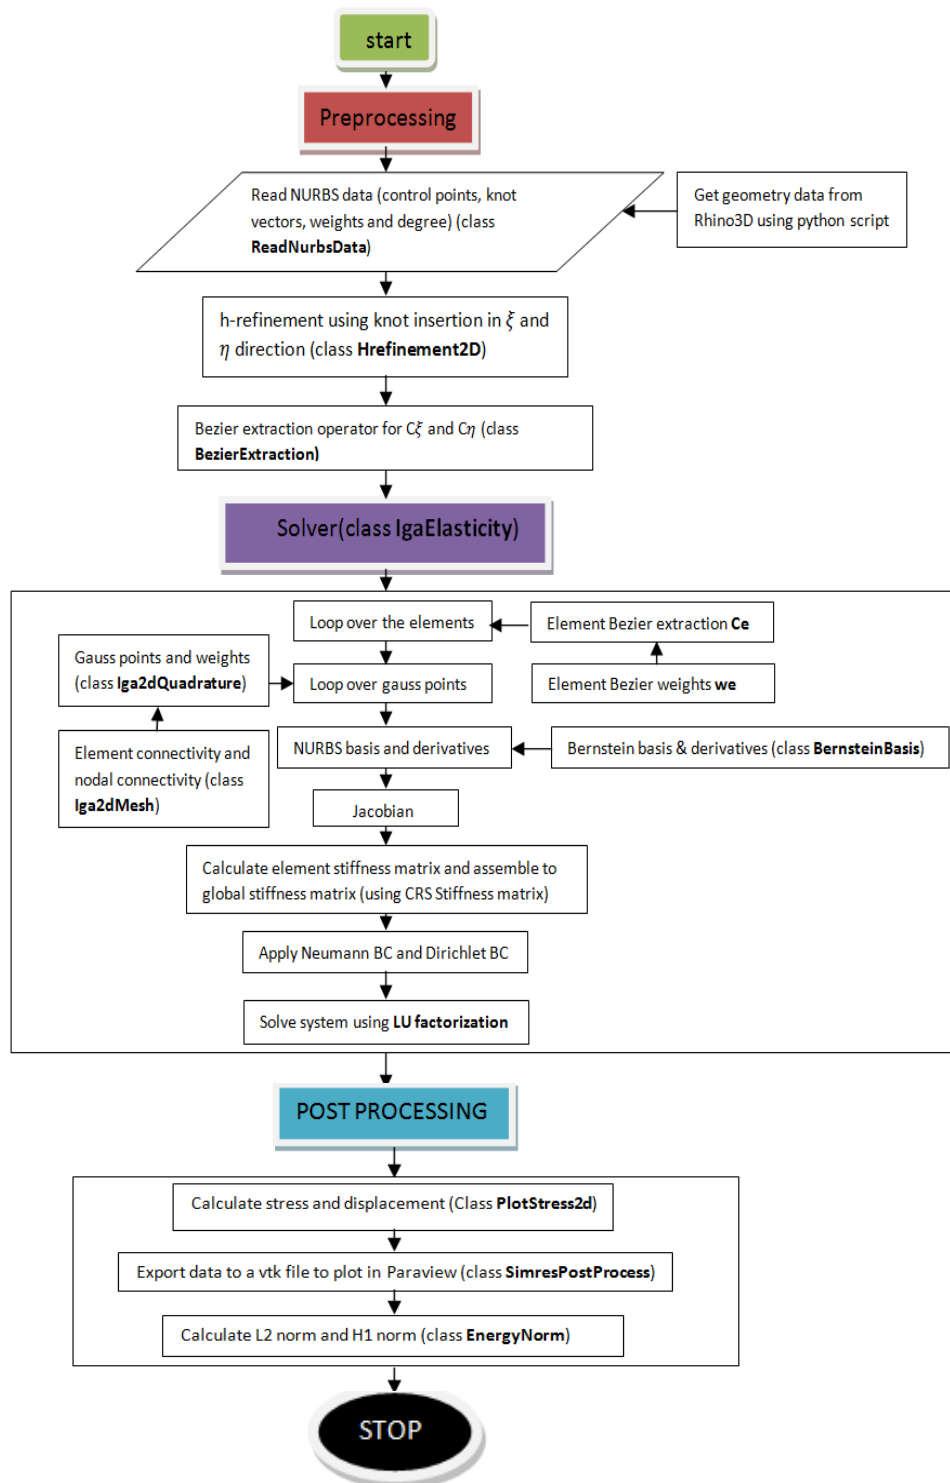 start
Preprocessing
Read NURBS data (control points, knot
vectors, weights and degree) (class
ReadNurbsData)
Get geometry data from
Rhino3D using python script
h-refinement using knot insertion in ξ and
η direction (class Hrefinement2D)
Bezier extraction operator for Cξ and Cη (class
BezierExtraction)
Solver(class IgaElasticity)
Loop over the elements
Element Bezier extraction Ce
Gauss points and weights
(class Iga2dQuadrature)
Loop over gauss points
Element Bezier weights we
Element connectivity and
nodal connectivity (class
Iga2dMesh)
NURBS basis and derivatives
Bernstein basis & derivatives (class BernsteinBasis)
Jacobian
Calculate element stiffness matrix and assemble to
global stiffness matrix (using CRS Stiffness matrix)
Apply Neumann BC and Dirichlet BC
Solve system using LU factorization
POST PROCESSING
Calculate stress and displacement (Class PlotStress2d)
Export data to a vtk file to plot in Paraview (class SimresPostProcess)
Calculate L2 norm and H1 norm (class EnergyNorm)
STOP